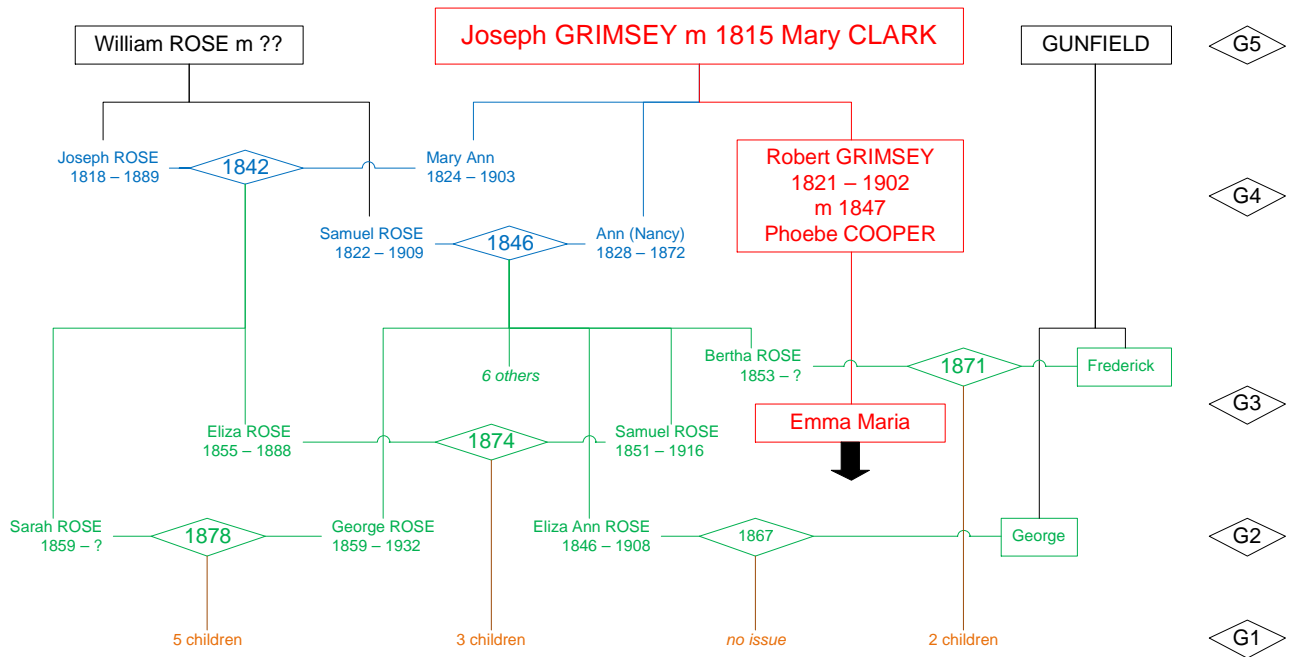 William ROSE m ??
Joseph GRIMSEY m 1815 Mary CLARK
GUNFIELD
G5
Joseph ROSE
1818 – 1889
1842
Mary Ann
1824 – 1903
Robert GRIMSEY
1821 – 1902
m 1847
Phoebe COOPER
G4
Samuel ROSE
1822 – 1909
1846
Ann (Nancy)
1828 – 1872
6 others
Bertha ROSE
1853 – ?
1871
Frederick
Eliza ROSE
1855 – 1888
1874
Samuel ROSE
1851 – 1916
Emma Maria
G3
Sarah ROSE
1859 – ?
1878
George ROSE
1859 – 1932
Eliza Ann ROSE
1846 – 1908
1867
George
G2
5 children
3 children
no issue
2 children
G1